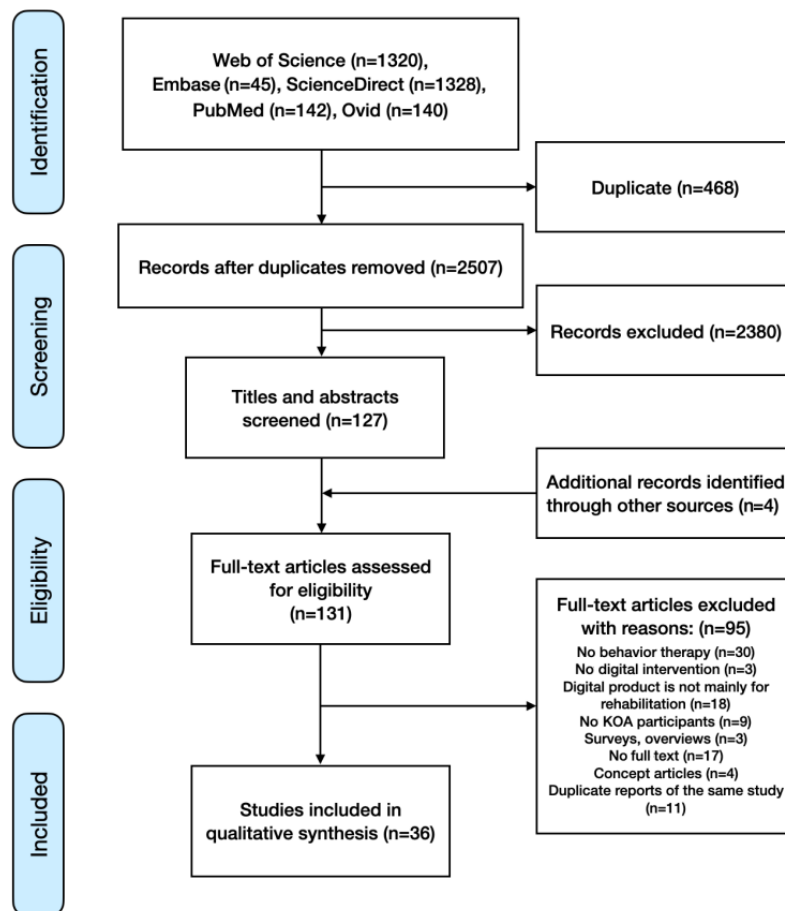 Identification
Web of Science (n=1320),
Embase (n=45), ScienceDirect (n=1328),
PubMed (n=142), Ovid (n=140)
Duplicate (n=468)
Records after duplicates removed (n=2507)
Screening
Records excluded (n=2380)
Titles and abstracts
screened (n=127)
Additional records identified
through other sources (n=4)
Eligibility
Full-text articles assessed
for eligibility
(n=131)
Full-text articles excluded
with reasons: (n=95)
No behavior therapy (n=30)
No digital intervention (n=3)
Digital product is not mainly for
rehabilitation (n=18)
No KOA participants (n=9)
Surveys, overviews (n=3)
No full text (n=17)
Concept articles (n=4)
Duplicate reports of the same study
(n=11)
Included
Studies included in
qualitative synthesis (n=36)